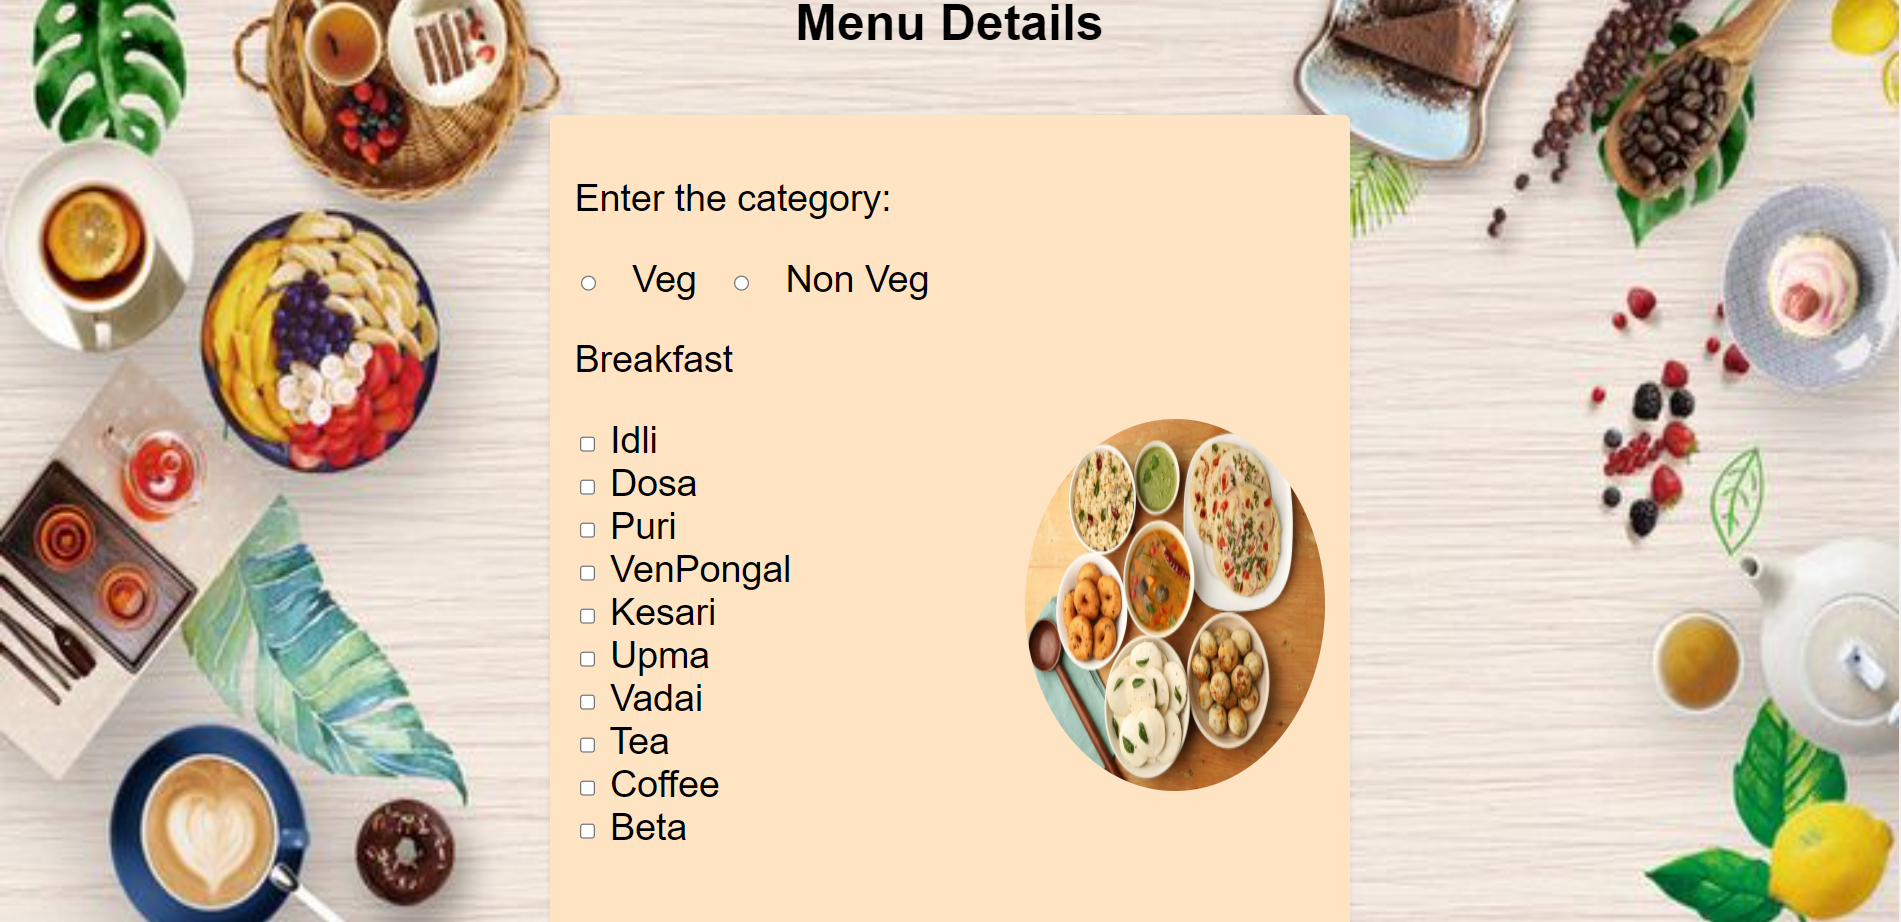 Menu Details
Enter the category:
Veg Non Veg
Breakfast
Idli
Dosa
Puri
VenPongal
Kesari
Upma
Vadai
Tea
Coffee
Beta